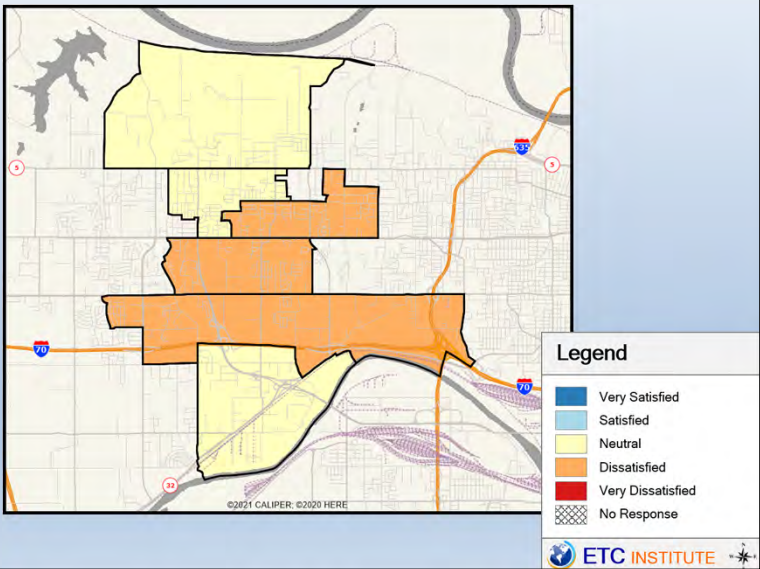 635
5
5
70
70
32
©2021 CALIPER; ©2020 HERE
Legend
Very Satisfied
Satisfied
Neutral
Dissatisfied
Very Dissatisfied
No Response
ETC INSTITUTE